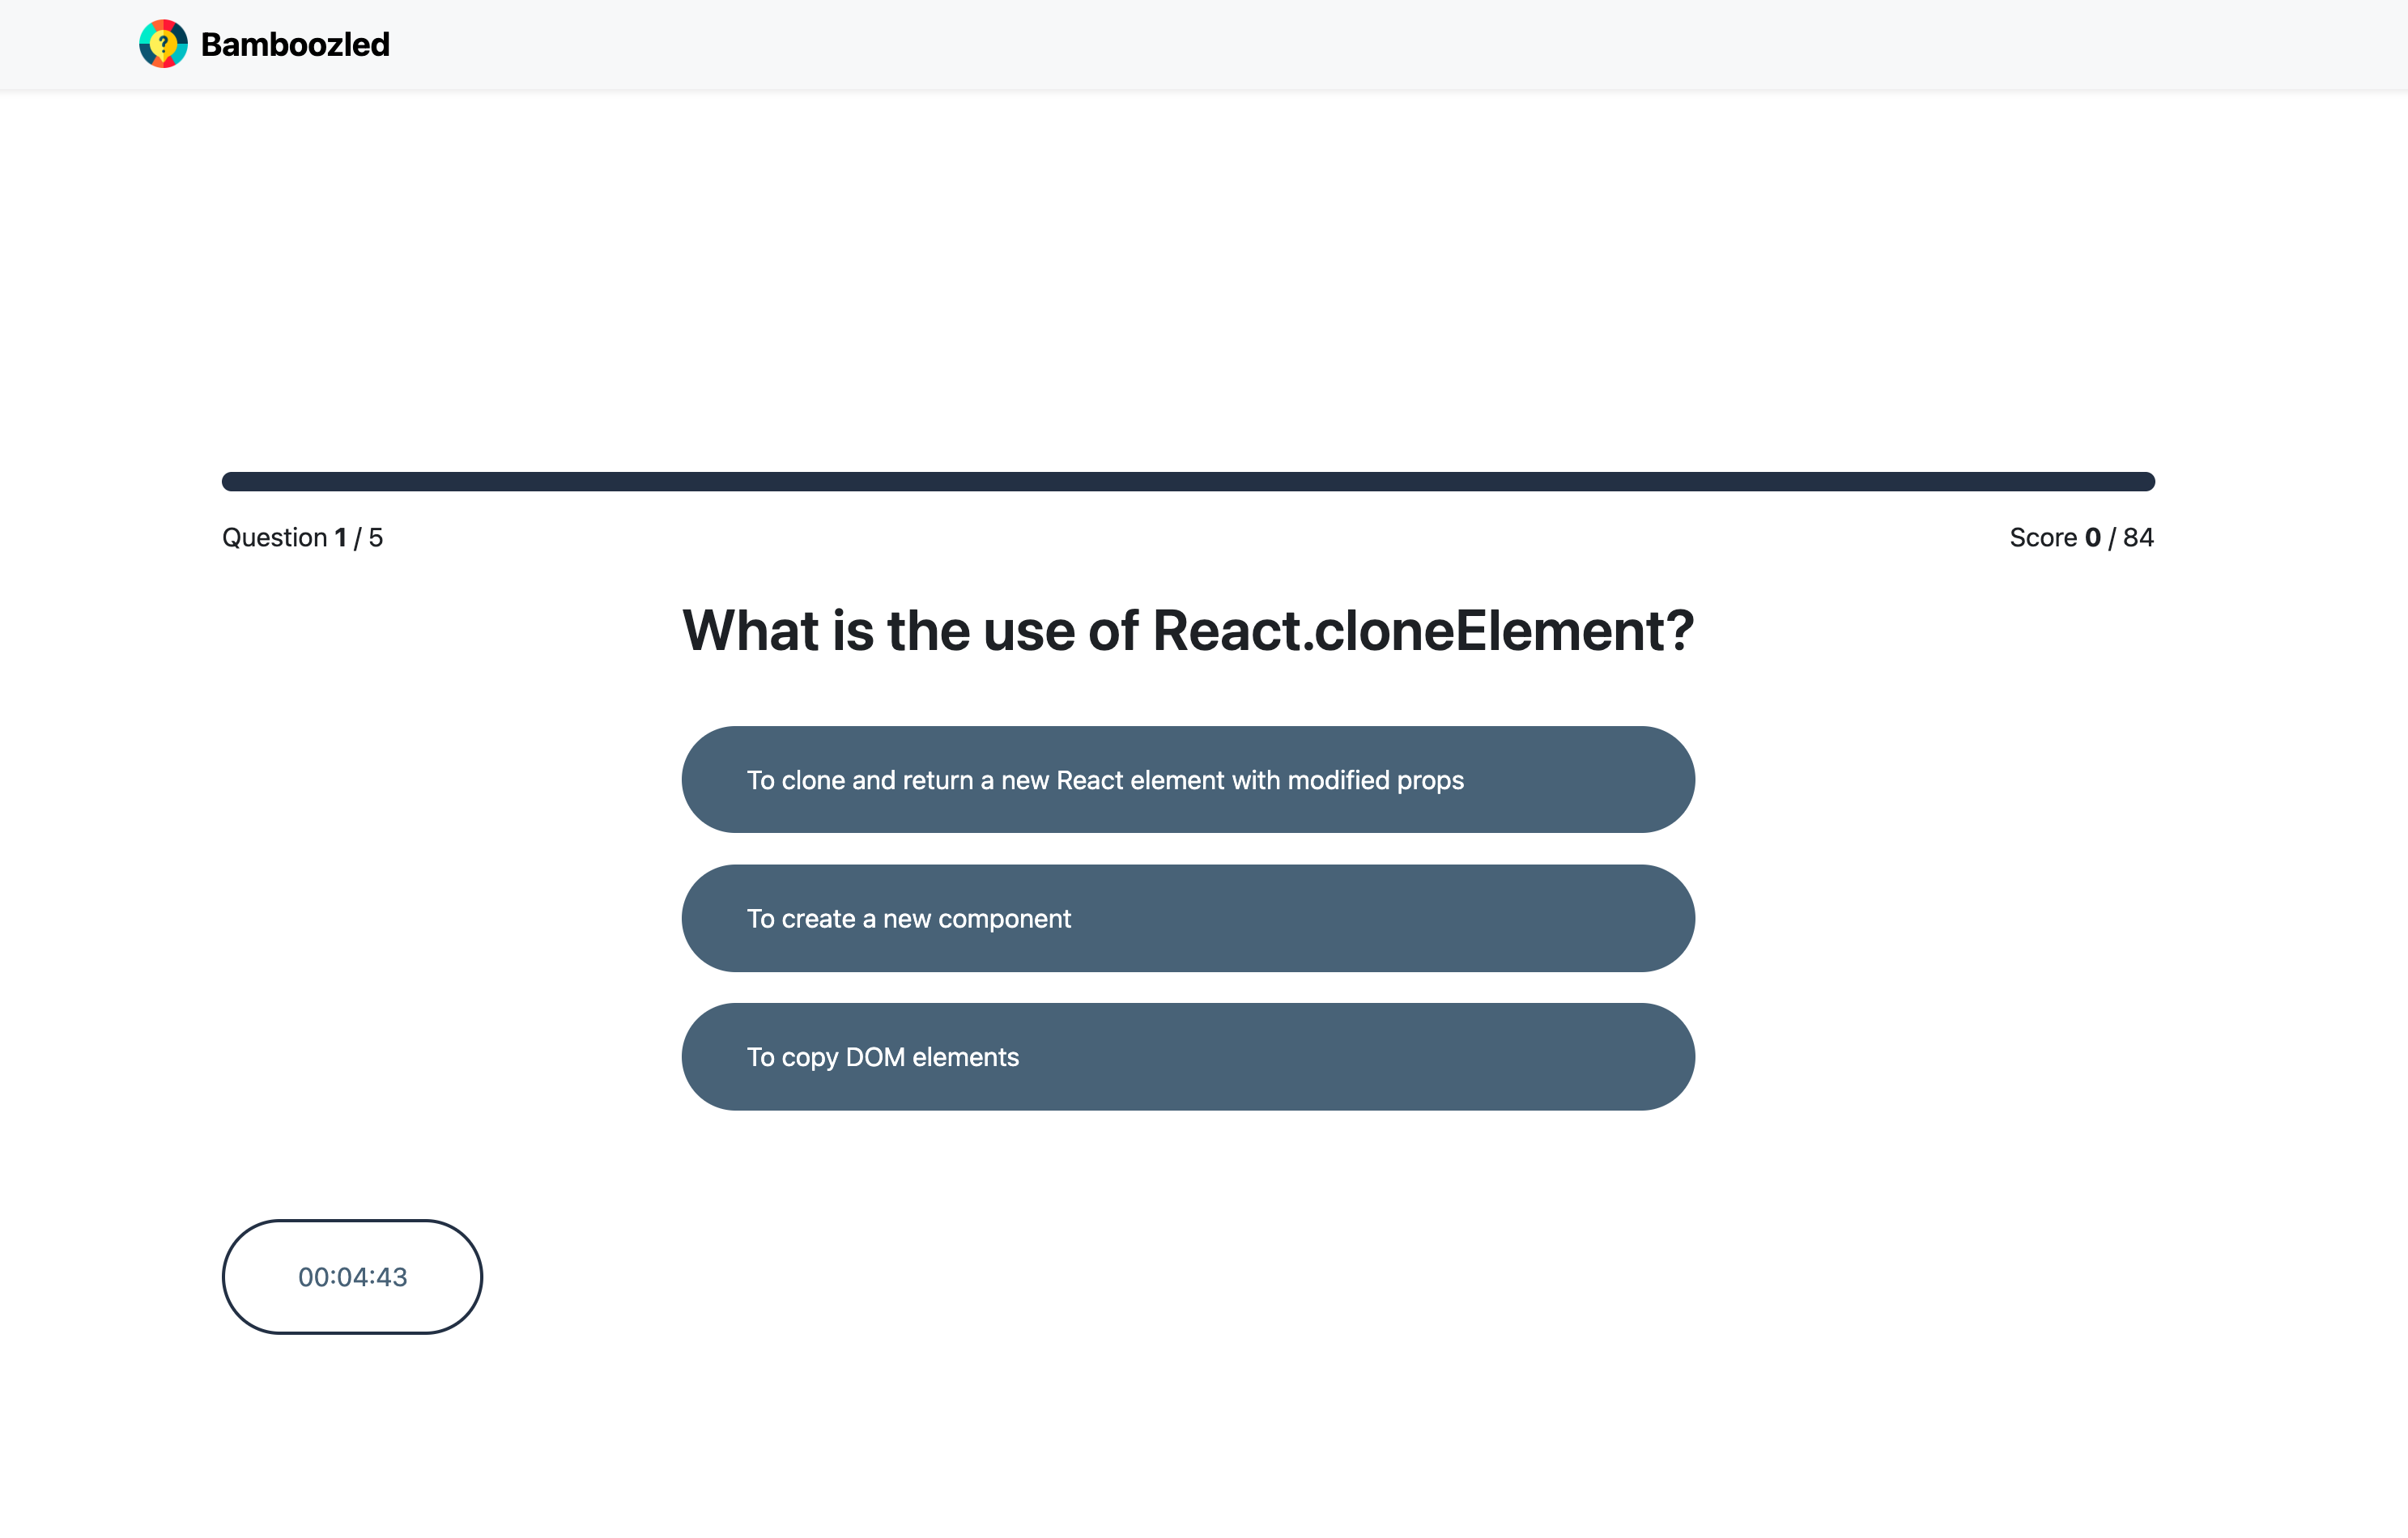 Bamboozled
Question 1 / 5
Score 0 / 84
What is the use of React.cloneElement?
To clone and return a new React element with modified props
To create a new component
To copy DOM elements
00:04:43